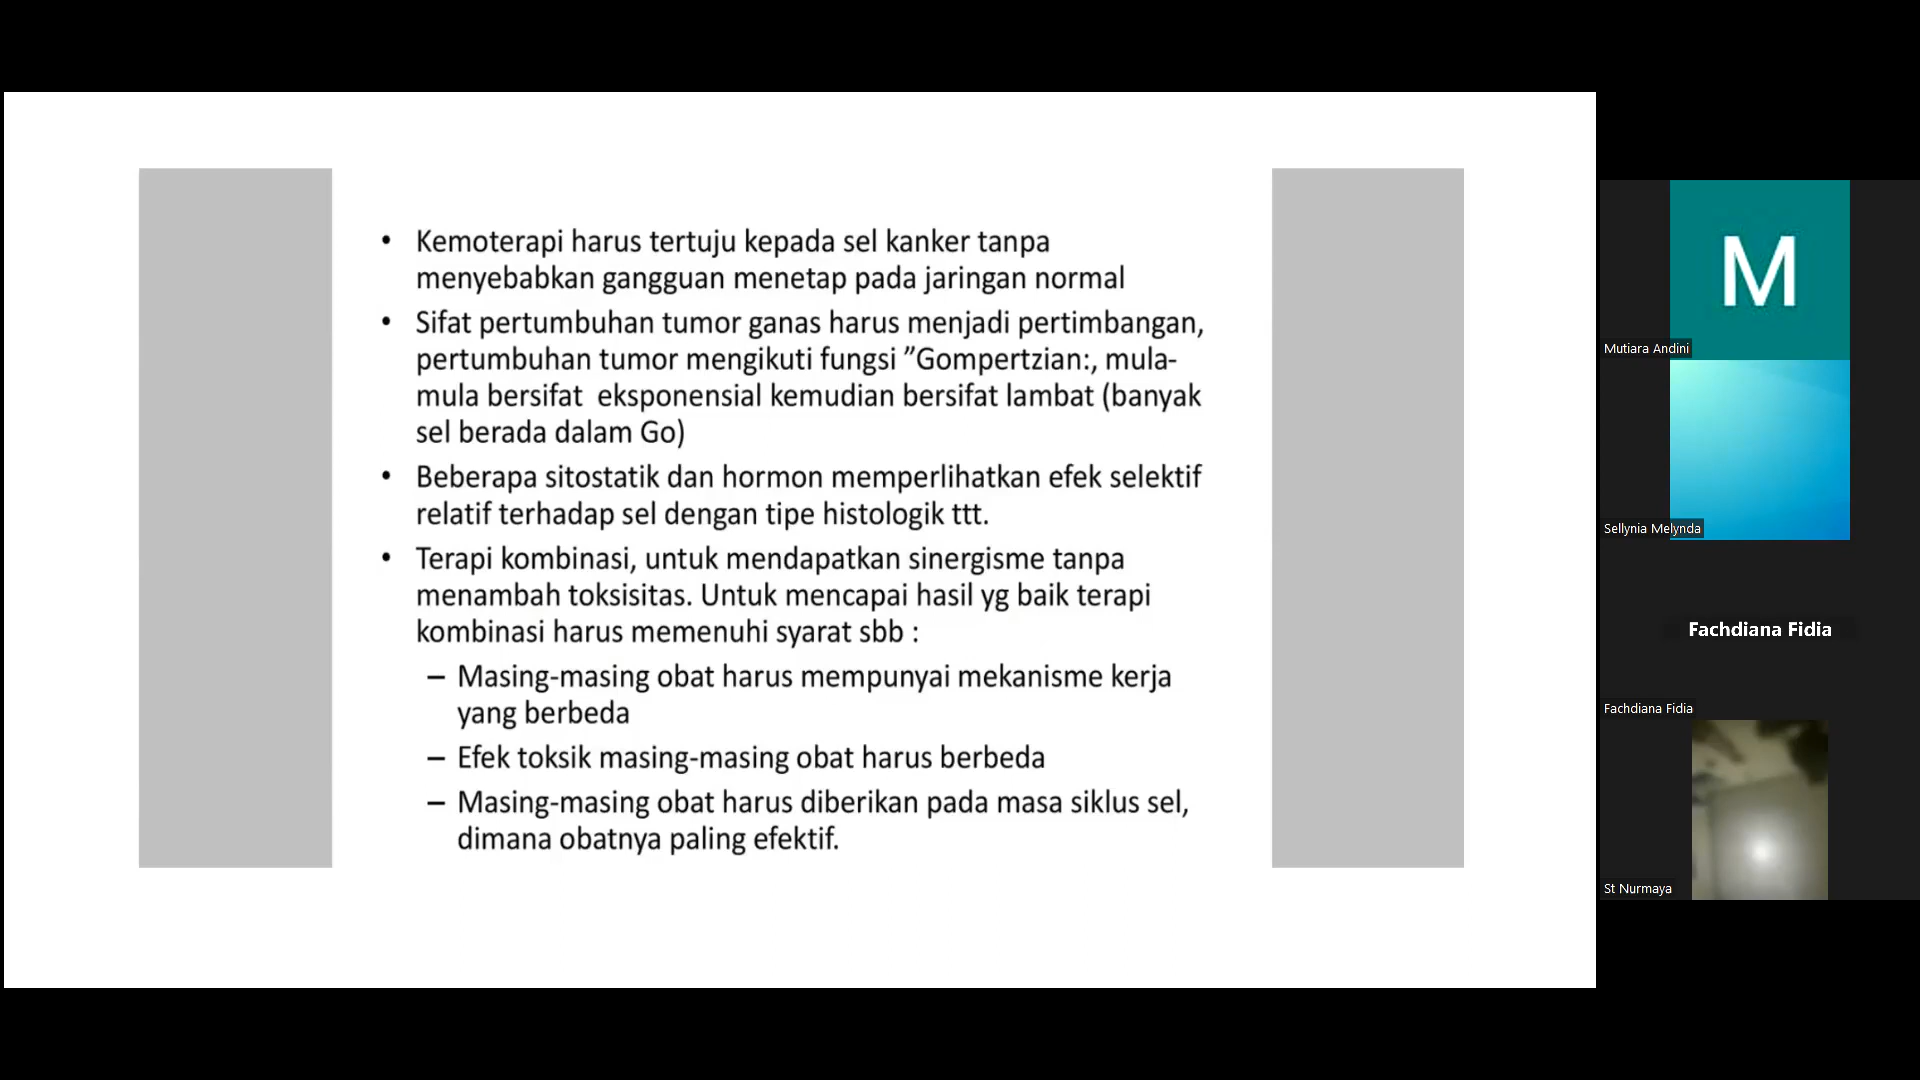 • Kemoterapi harus tertuju kepada sel kanker tanpa
menyebabkan gangguan menetap pada jaringan normal
• Sifat pertumbuhan tumor ganas harus menjadi pertimbangan,
pertumbuhan tumor mengikuti fungsi ”Gompertzian:, mula-
mula bersifat  eksponensial kemudian bersifat lambat (banyak
sel berada dalam Go)
• Beberapa sitostatik dan hormon memperlihatkan efek selektif
relatif terhadap sel dengan tipe histologik ttt.
• Terapi kombinasi, untuk mendapatkan sinergisme tanpa
menambah toksisitas. Untuk mencapai hasil yg baik terapi
kombinasi harus memenuhi syarat sbb :
– Masing-masing obat harus mempunyai mekanisme kerja
yang berbeda
– Efek toksik masing-masing obat harus berbeda
– Masing-masing obat harus diberikan pada masa siklus sel,
dimana obatnya paling efektif.
M
Mutiara Andini
Sellynia Melynda
Fachdiana Fidia
Fachdiana Fidia
St Nurmaya